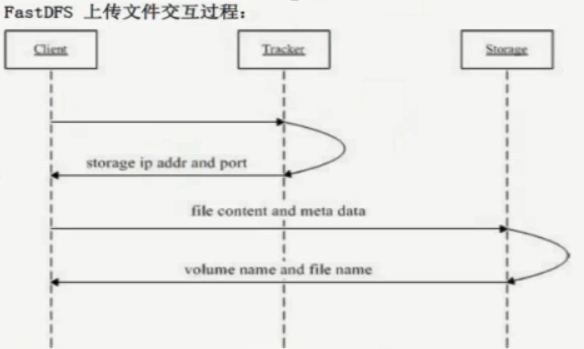 FastDFS 上传文件交互过程：
Client
Tracker
Storage
storage ip addr and port
file content and meta data
volume name and file name